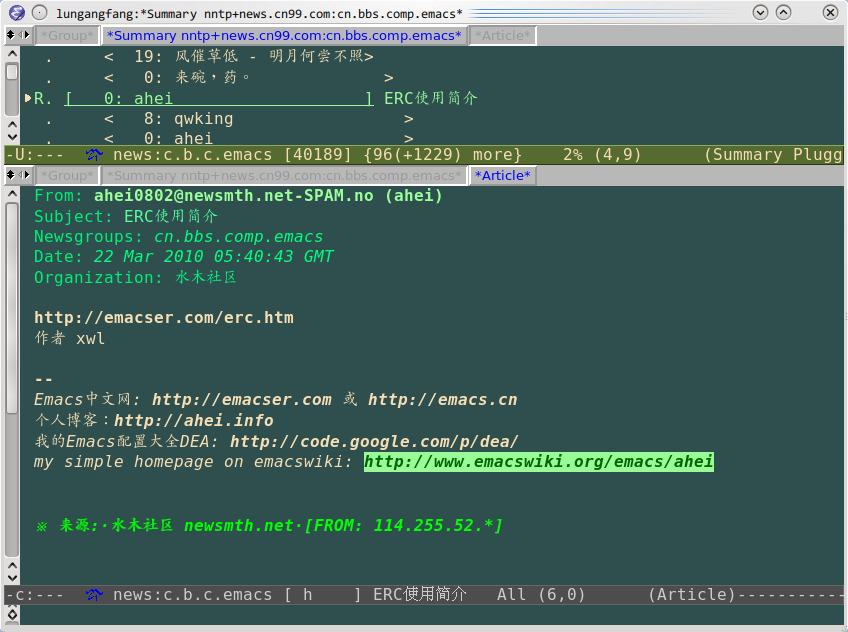 lungangfang:*Summary nntp+news.cn99.com:cn.bbs.comp.emacs*
*Group* *Summary nntp+news.cn99.com:cn.bbs.comp.emacs* *Article*
. < 19: 风催草低 - 明月何尝不照>
. < 0: 来碗，药。 >
R. [ 0: ahei ] ERC使用简介
. < 8: qwking >
. < 0: ahei >
-U:--- news:c.b.c.emacs [40189] {96(+1229) more} 2% (4,9) (Summary Plugg
*Group* *Summary nntp+news.cn99.com:cn.bbs.comp.emacs* *Article*
From: ahei0802@newsmth.net-SPAM.no (ahei)
Subject: ERC使用简介
Newsgroups: cn.bbs.comp.emacs
Date: 22 Mar 2010 05:40:43 GMT
Organization: 水木社区
http://emacser.com/erc.htm
作者 xwl
--
Emacs中文网: http://emacser.com 或 http://emacs.cn
个人博客：http://ahei.info
我的Emacs配置大全DEA: http://code.google.com/p/dea/
my simple homepage on emacswiki: http://www.emacswiki.org/emacs/ahei
※ 来源:·水木社区 newsmth.net·[FROM: 114.255.52.*]
-c:--- news:c.b.c.emacs [ h ] ERC使用简介 All (6,0) (Article)-----------